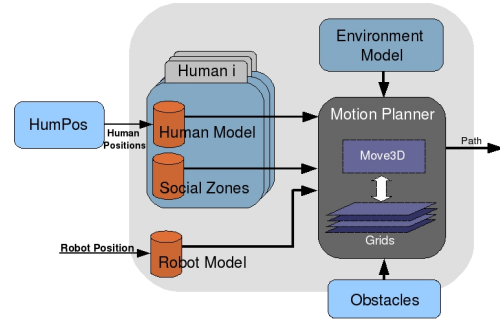 Environment
Model
Human i
HumPos
Human
Positions
Human Model
Motion Planner
Path
Move3D
Social Zones
Grids
Robot Position
Robot Model
Obstacles